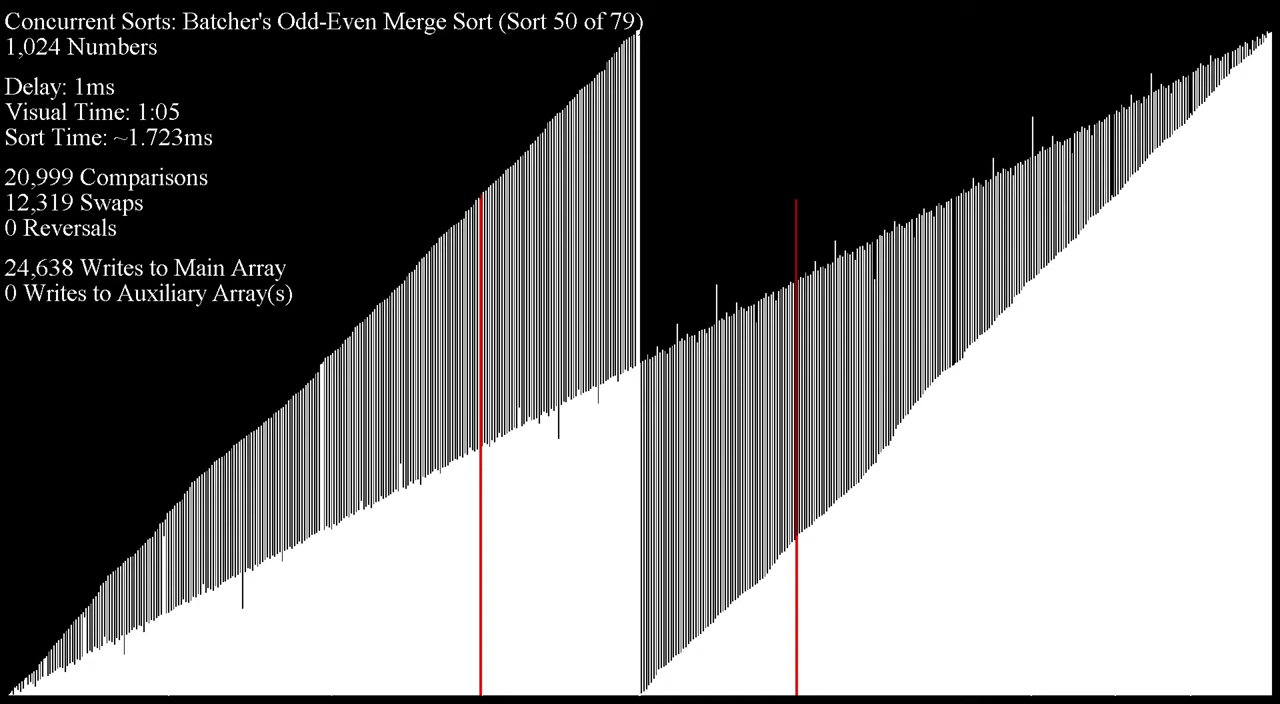 Concurrent Sorts: Batcher's Odd-Even Merge Sort (Sort 50 of 79)
1,024 Numbers
Delay: 1ms
Visual Time: 1:05
Sort Time: ~1.723ms
20,999 Comparisons
12,319 Swaps
0 Reversals
24,638 Writes to Main Array
0 Writes to Auxiliary Array(s)